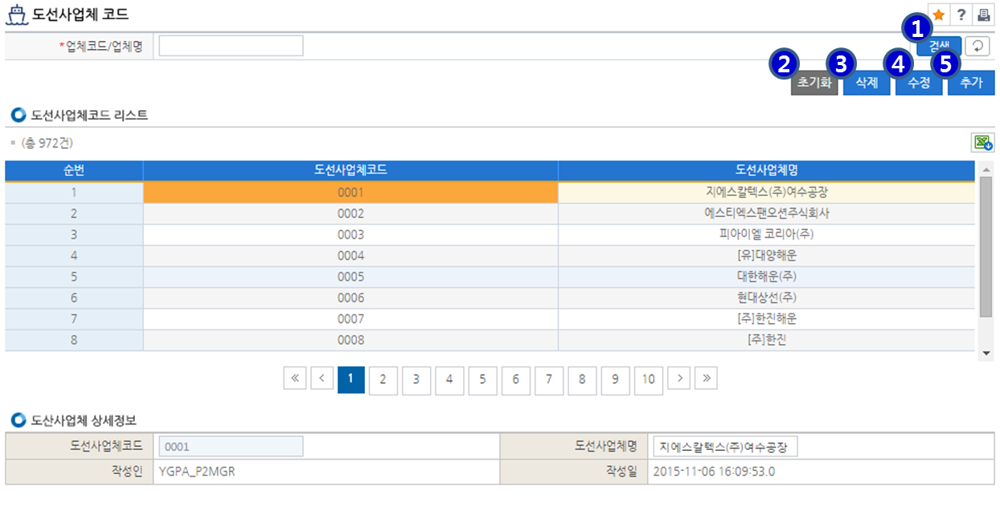 도선사업체 코드
?
*업체코드/업체명
1
검색
2 3 4 5
초기화 삭제 수정 추가
도선사업체코드 리스트
(총 972건)
순번 도선사업체코드 도선사업체명
1 0001 지에스칼텍스(주)여수공장
2 0002 에스티엑스팬오션주식회사
3 0003 피아이엘 코리아(주)
4 0004 [유]대양해운
5 0005 대한해운(주)
6 0006 현대상선(주)
7 0007 [주]한진해운
8 0008 [주]한진
« < 1 2 3 4 5 6 7 8 9 10 > »
도산사업체 상세정보
도선사업체코드 0001 도선사업체명 지에스칼텍스(주)여수공장
작성인 YGPA_P2MGR 작성일 2015-11-06 16:09:53.0